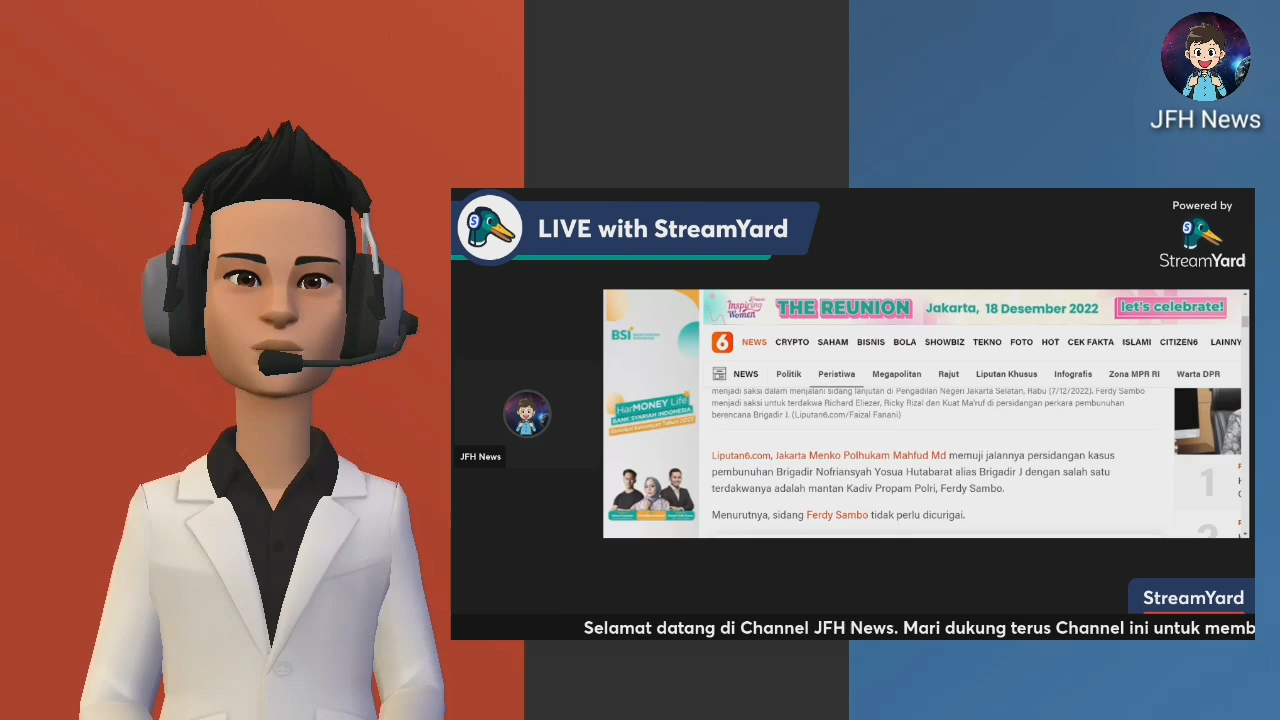 JFH News
LIVE with StreamYard
Powered by
StreamYard
JFH News
BSI
HarMONEY Life
BANK SYARIAH INDONESIA
Inspiring Women
THE REUNION
Jakarta, 18 Desember 2022
let's celebrate!
6 NEWS CRYPTO SAHAM BISNIS BOLA SHOWBIZ TEKNO FOTO HOT CEK FAKTA ISLAMI CITIZEN6 LAINNY
NEWS Politik Peristiwa Megapolitan Rajut Liputan Khusus Infografis Zona MPR RI Warta DPR
menjadi saksi dalam menjalani sidang lanjutan di Pengadilan Negeri Jakarta Selatan, Rabu (7/12/2022). Ferdy Sambo
menjadi saksi untuk terdakwa Richard Eliezer, Ricky Rizal dan Kuat Ma'ruf di persidangan perkara pembunuhan
berencana Brigadir J. (Liputan6.com/Faizal Fanani)
Liputan6.com, Jakarta Menko Polhukam Mahfud Md memuji jalannya persidangan kasus
pembunuhan Brigadir Nofriansyah Yosua Hutabarat alias Brigadir J dengan salah satu
terdakwanya adalah mantan Kadiv Propam Polri, Ferdy Sambo.
Menurutnya, sidang Ferdy Sambo tidak perlu dicurigai.
1
2
StreamYard
Selamat datang di Channel JFH News. Mari dukung terus Channel ini untuk memb